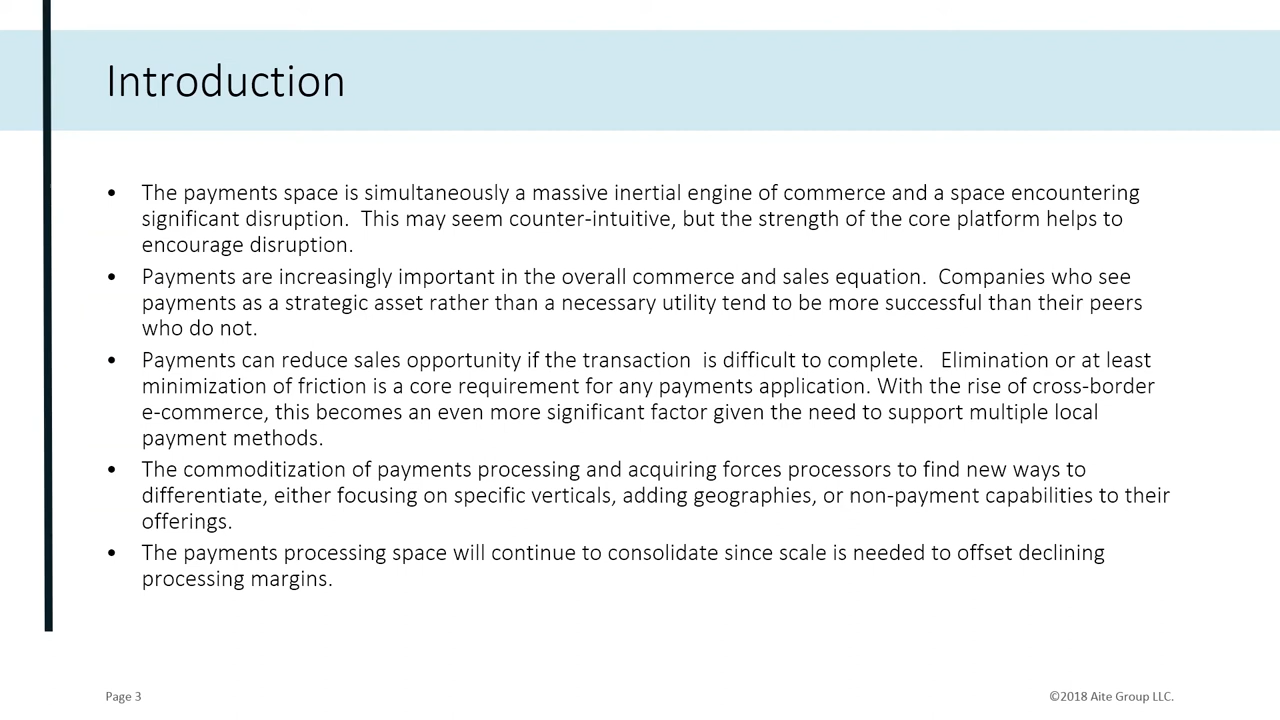 Introduction
• The payments space is simultaneously a massive inertial engine of commerce and a space encountering
significant disruption.  This may seem counter-intuitive, but the strength of the core platform helps to
encourage disruption.
• Payments are increasingly important in the overall commerce and sales equation.  Companies who see
payments as a strategic asset rather than a necessary utility tend to be more successful than their peers
who do not.
• Payments can reduce sales opportunity if the transaction  is difficult to complete.   Elimination or at least
minimization of friction is a core requirement for any payments application. With the rise of cross-border
e-commerce, this becomes an even more significant factor given the need to support multiple local
payment methods.
• The commoditization of payments processing and acquiring forces processors to find new ways to
differentiate, either focusing on specific verticals, adding geographies, or non-payment capabilities to their
offerings.
• The payments processing space will continue to consolidate since scale is needed to offset declining
processing margins.
Page 3
©2018 Aite Group LLC.